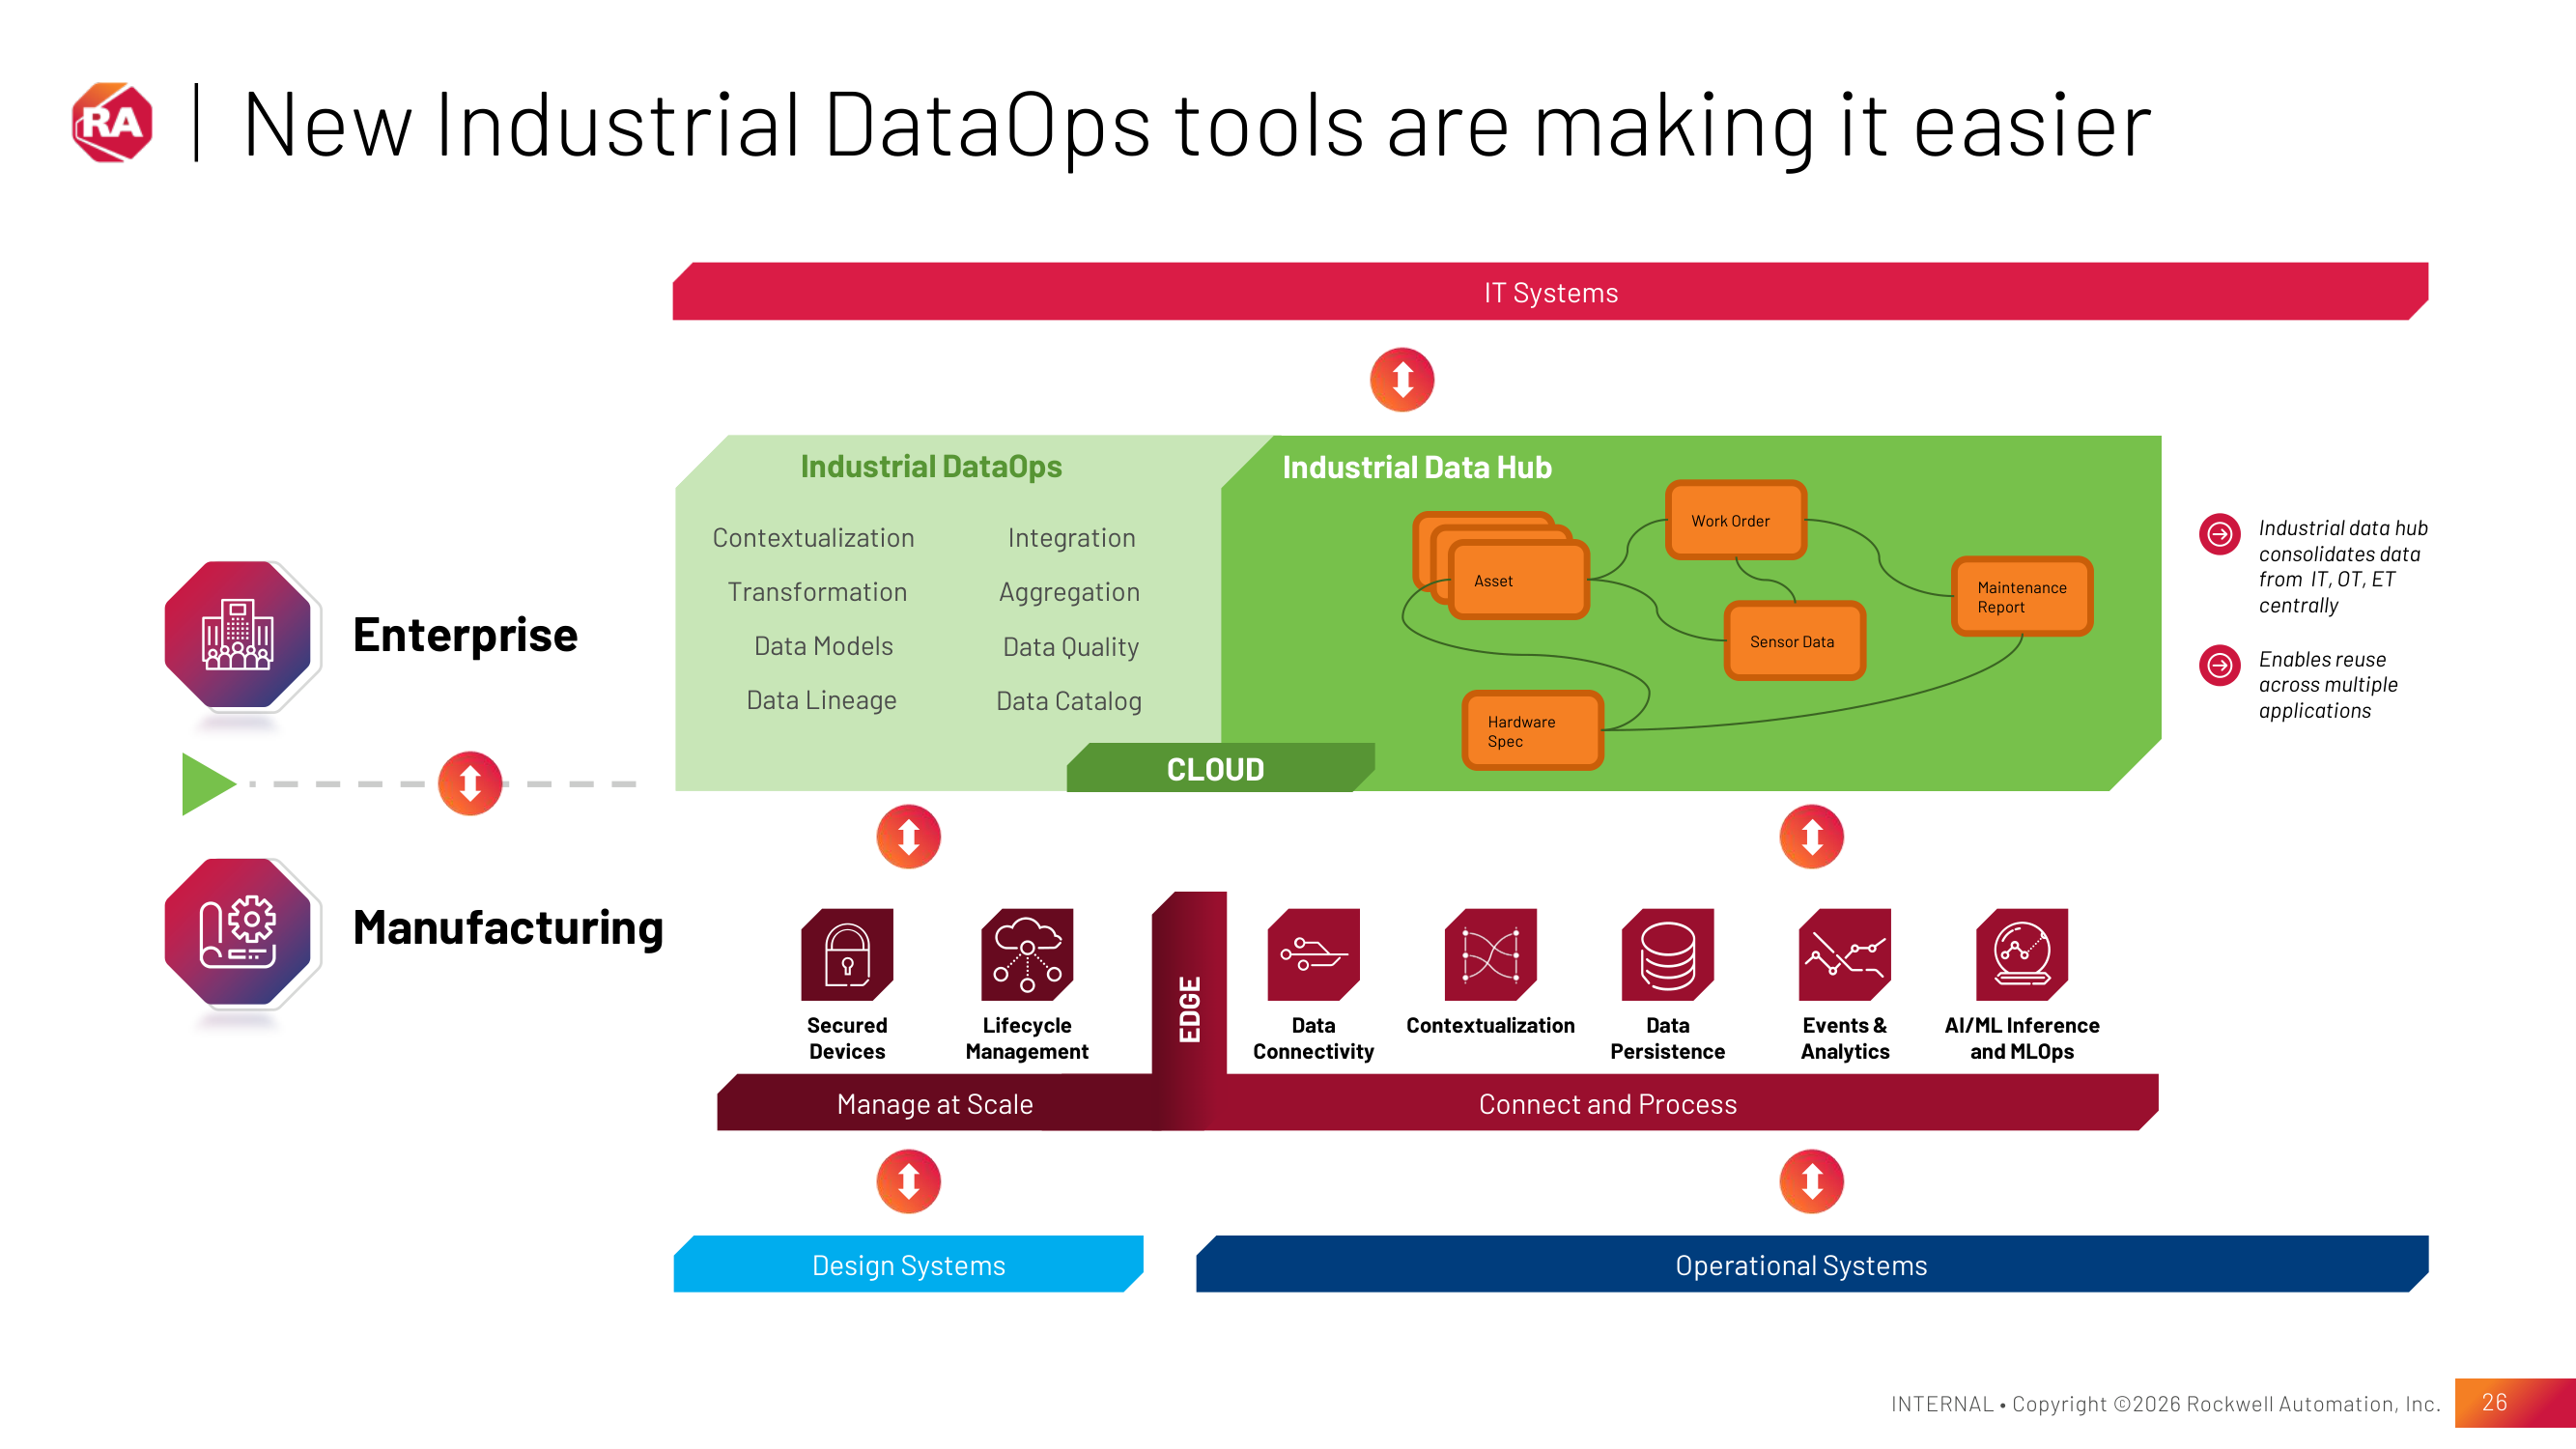 RA
New Industrial DataOps tools are making it easier
IT Systems
Industrial DataOps
Contextualization
Integration
Transformation
Aggregation
Data Models
Data Quality
Data Lineage
Data Catalog
Industrial Data Hub
Work Order
Asset
Maintenance
Report
Sensor Data
Hardware
Spec
CLOUD
Industrial data hub
consolidates data
from IT, OT, ET
centrally
Enables reuse
across multiple
applications
Enterprise
Manufacturing
Secured
Devices
Lifecycle
Management
EDGE
Data
Connectivity
Contextualization
Data
Persistence
Events &
Analytics
AI/ML Inference
and MLOps
Manage at Scale
Connect and Process
Design Systems
Operational Systems
INTERNAL • Copyright ©2026 Rockwell Automation, Inc.
26